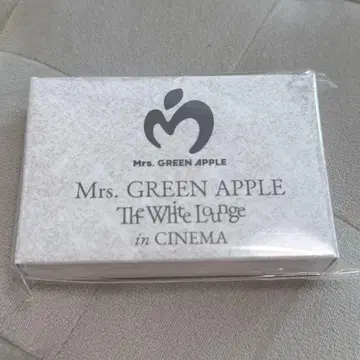 Mrs. GREEN APPLE
Mrs. GREEN APPLE
The White Lounge
in CINEMA